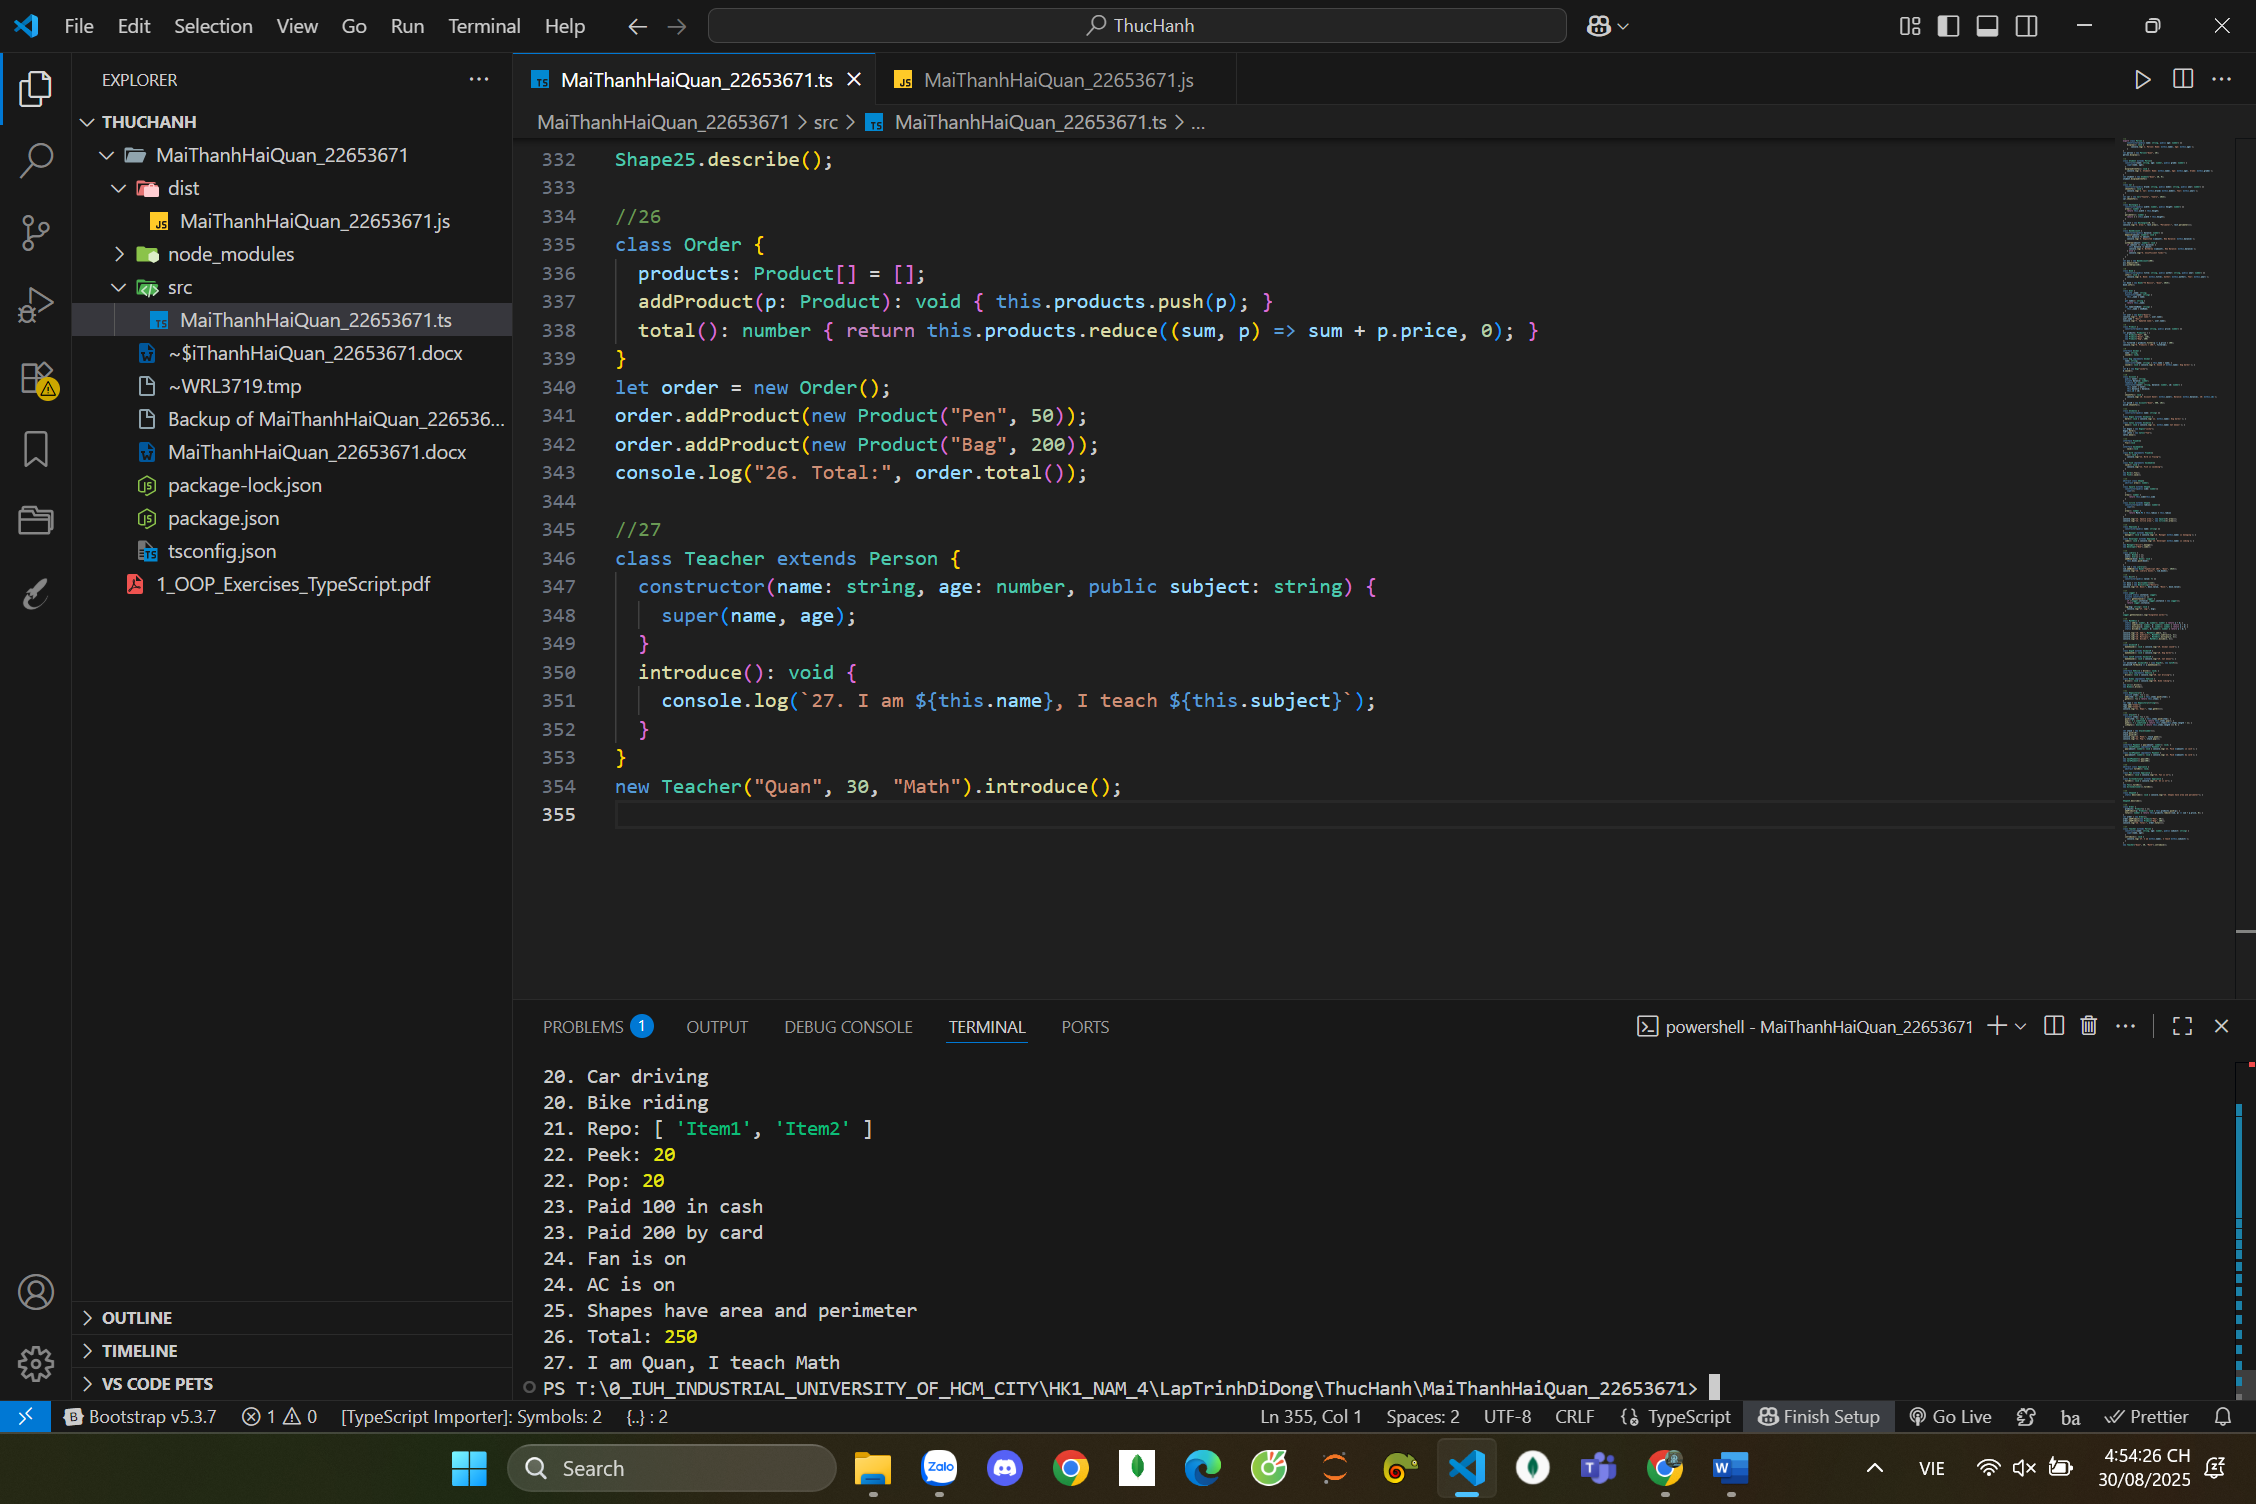 File Edit Selection View Go Run Terminal Help
ThucHanh
EXPLORER
THUCHANH
MaiThanhHaiQuan_22653671
dist
MaiThanhHaiQuan_22653671.js
node_modules
src
MaiThanhHaiQuan_22653671.ts
~$iThanhHaiQuan_22653671.docx
~WRL3719.tmp
Backup of MaiThanhHaiQuan_226536...
MaiThanhHaiQuan_22653671.docx
package-lock.json
package.json
tsconfig.json
1_OOP_Exercises_TypeScript.pdf
OUTLINE
TIMELINE
VS CODE PETS
MaiThanhHaiQuan_22653671.ts MaiThanhHaiQuan_22653671.js
MaiThanhHaiQuan_22653671 > src > MaiThanhHaiQuan_22653671.ts > ...
332 Shape25.describe();
333
334 //26
335 class Order {
336 products: Product[] = [];
337 addProduct(p: Product): void { this.products.push(p); }
338 total(): number { return this.products.reduce((sum, p) => sum + p.price, 0); }
339 }
340 let order = new Order();
341 order.addProduct(new Product("Pen", 50));
342 order.addProduct(new Product("Bag", 200));
343 console.log("26. Total:", order.total());
344
345 //27
346 class Teacher extends Person {
347 constructor(name: string, age: number, public subject: string) {
348 super(name, age);
349 }
350 introduce(): void {
351 console.log(`27. I am ${this.name}, I teach ${this.subject}`);
352 }
353 }
354 new Teacher("Quan", 30, "Math").introduce();
355
PROBLEMS 1 OUTPUT DEBUG CONSOLE TERMINAL PORTS
powershell - MaiThanhHaiQuan_22653671
20. Car driving
20. Bike riding
21. Repo: [ 'Item1', 'Item2' ]
22. Peek: 20
22. Pop: 20
23. Paid 100 in cash
23. Paid 200 by card
24. Fan is on
24. AC is on
25. Shapes have area and perimeter
26. Total: 250
27. I am Quan, I teach Math
PS T:\0_IUH_INDUSTRIAL_UNIVERSITY_OF_HCM_CITY\HK1_NAM_4\LapTrinhDiDong\ThucHanh\MaiThanhHaiQuan_22653671>
Bootstrap v5.3.7 1 0 [TypeScript Importer]: Symbols: 2 {..} : 2
Ln 355, Col 1 Spaces: 2 UTF-8 CRLF TypeScript Finish Setup Go Live ba Prettier
Search
Zalo
VIE
4:54:26 CH
30/08/2025